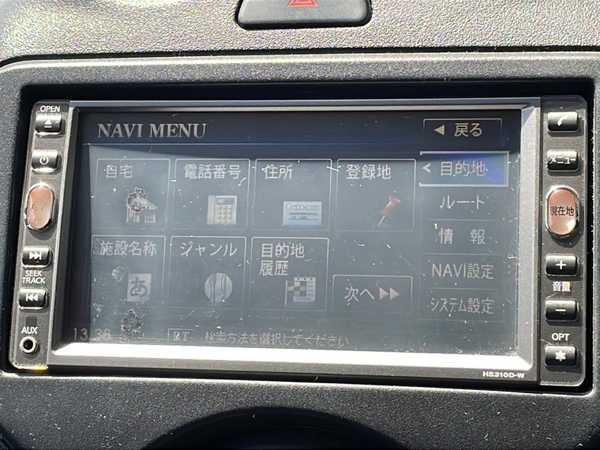 OPEN
NAVI MENU
戻る
自宅
電話番号
住所
登録地
目的地
ルート
情 報
NAVI設定
システム設定
施設名称
あ
ジャンル
目的地
履歴
次へ
13:36
検索方法を選択してください
SEEK
TRACK
AUX
メニュー
現在地
音量
OPT
HS310D-W